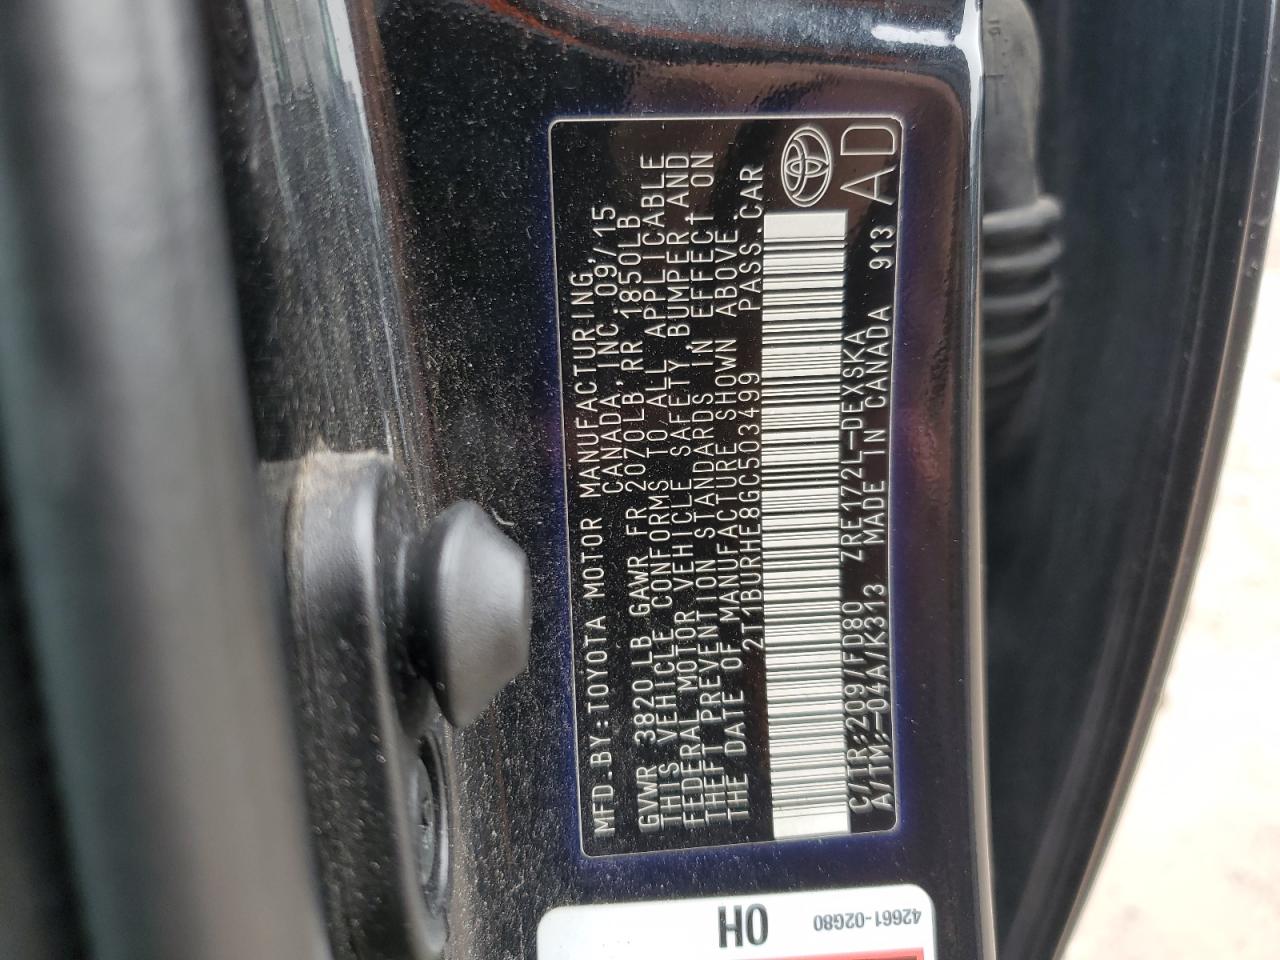 MFD.BY:TOYOTA MOTOR MANUFACTURING,
CANADA, INC. 09/15
GVWR 3820 LB GAWR FR 2070LB, RR 1850LB
THIS VEHICLE CONFORMS TO ALL APPLICABLE
FEDERAL MOTOR VEHICLE SAFETY, BUMPER AND
THEFT PREVENTION STANDARDS IN EFFECT ON
THE DATE OF MANUFACTURE SHOWN ABOVE.
2T1BURHE8GC503499 PASS.CAR
C/TR:209/FD80 ZRE172L-DEXSKA
A/TM:-04A/K313 MADE IN CANADA 913
AD
42661-02G80
0H